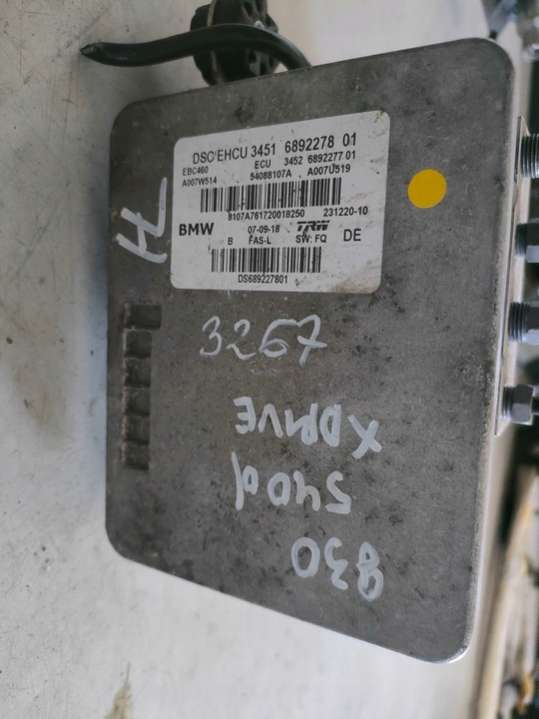 DSC/EHCU 3451 6892278 01
EBC460 ECU 3452 6892277 01
A007W514 54088107A A007U519
8107A761720018250 231220-10
BMW 07-09-18 TRW DE
B FAS-L SW: FQ
DS689227801
HL
3267
G30
540d
XDRIVE